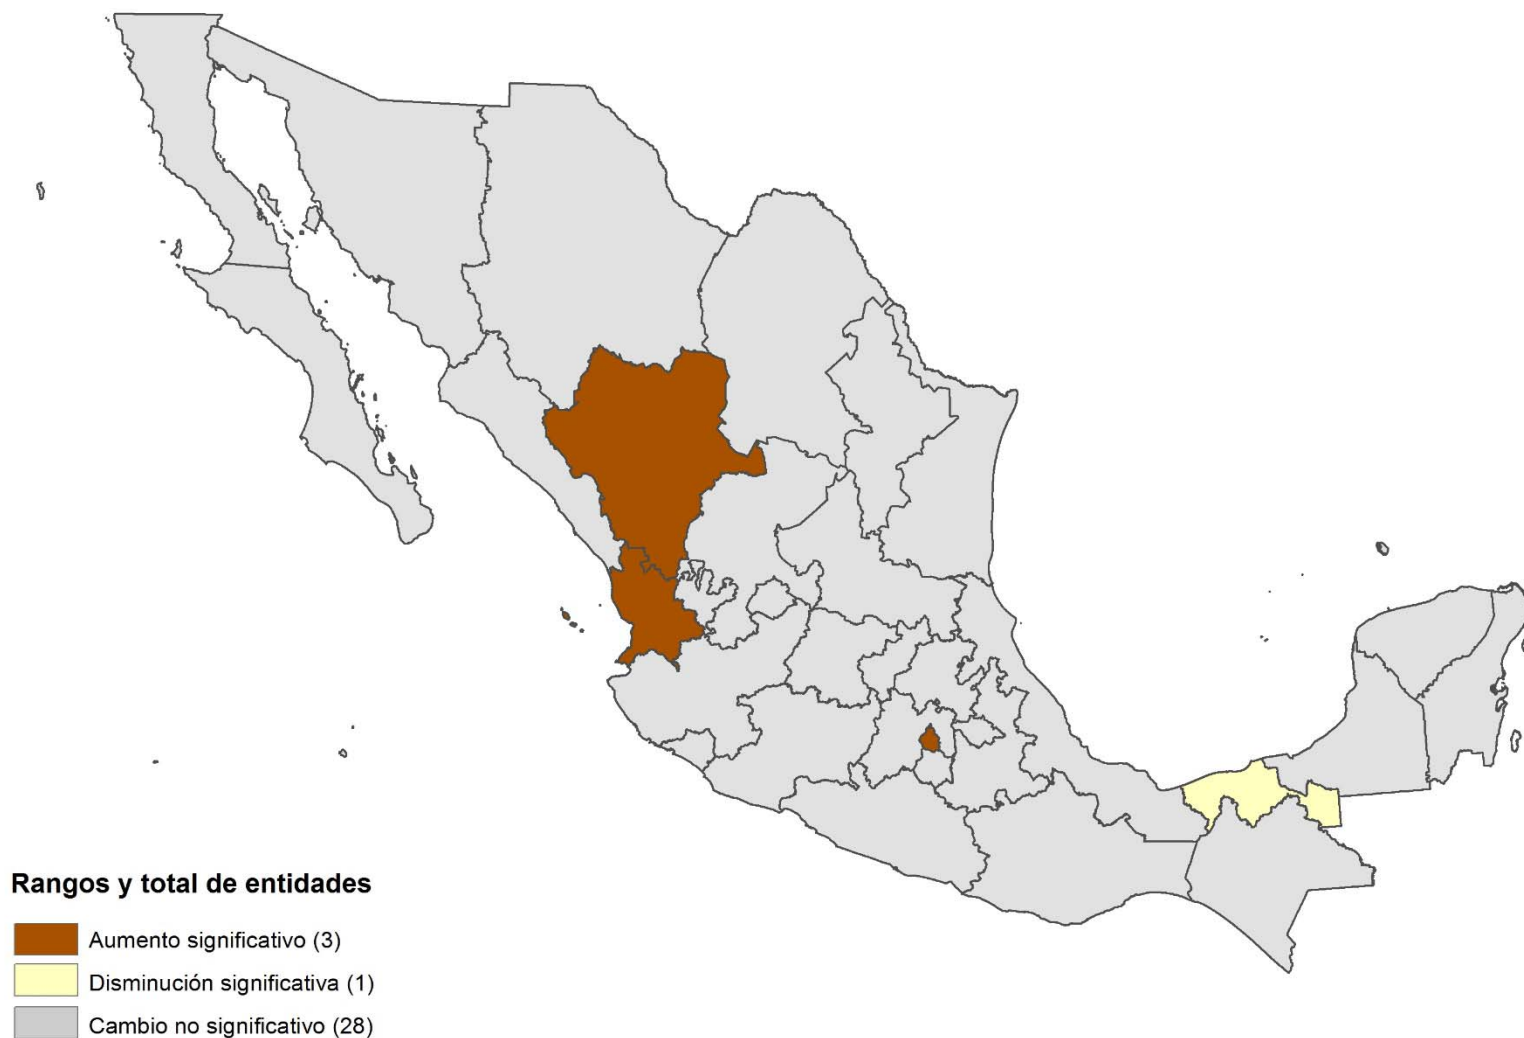 Rangos y total de entidades
Aumento significativo (3)
Disminución significativa (1)
Cambio no significativo (28)